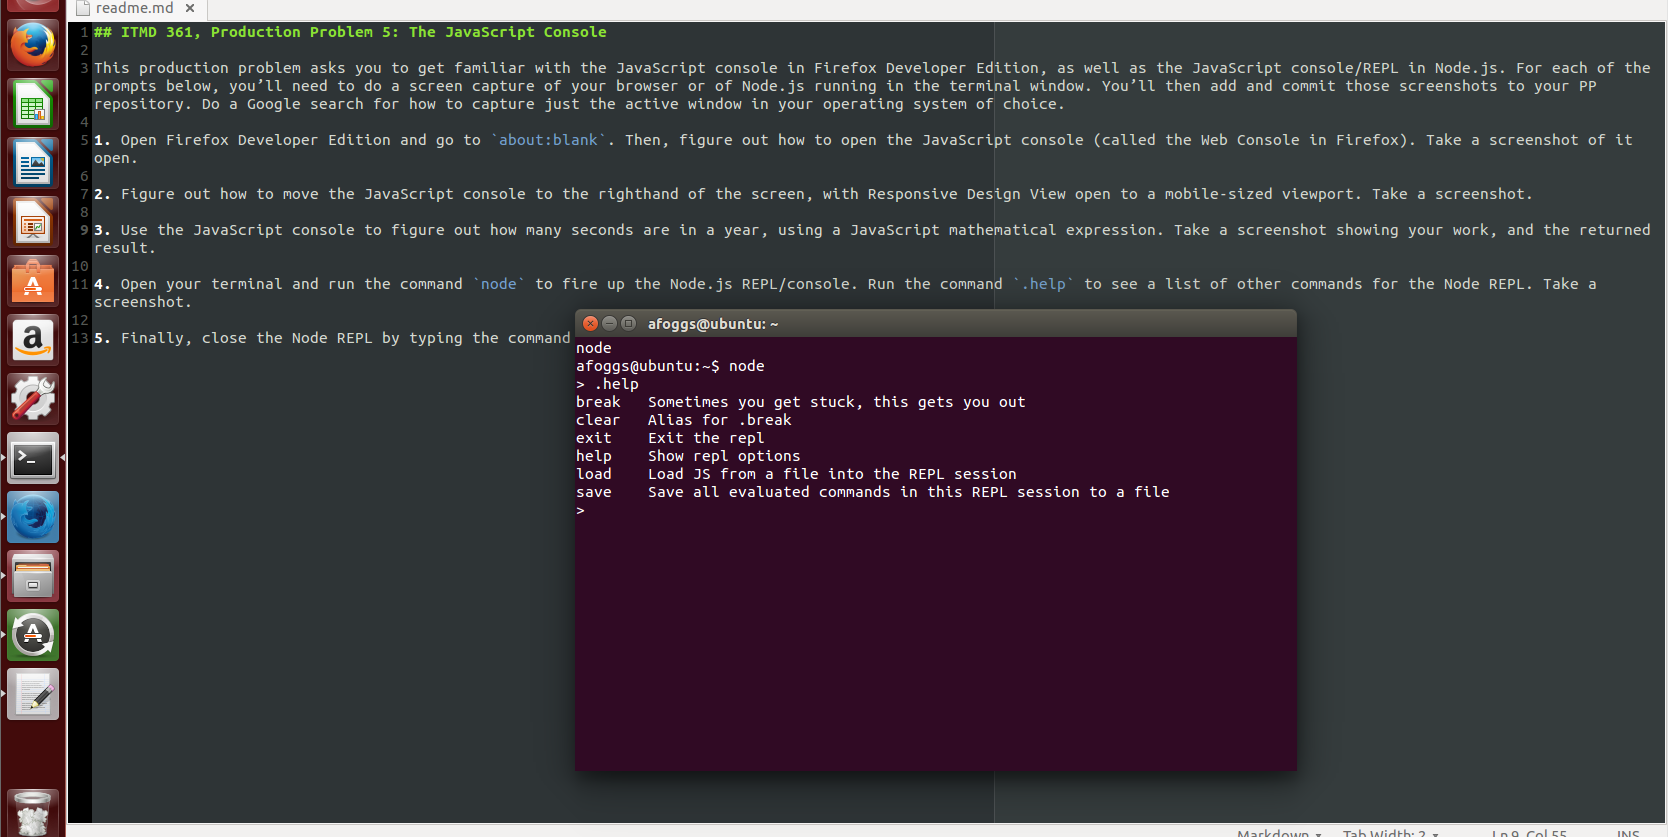 readme.md ×
1 ## ITMD 361, Production Problem 5: The JavaScript Console
2
3 This production problem asks you to get familiar with the JavaScript console in Firefox Developer Edition, as well as the JavaScript console/REPL in Node.js. For each of the
prompts below, you’ll need to do a screen capture of your browser or of Node.js running in the terminal window. You’ll then add and commit those screenshots to your PP
repository. Do a Google search for how to capture just the active window in your operating system of choice.
4
5 1. Open Firefox Developer Edition and go to `about:blank`. Then, figure out how to open the JavaScript console (called the Web Console in Firefox). Take a screenshot of it
open.
6
7 2. Figure out how to move the JavaScript console to the righthand of the screen, with Responsive Design View open to a mobile-sized viewport. Take a screenshot.
8
9 3. Use the JavaScript console to figure out how many seconds are in a year, using a JavaScript mathematical expression. Take a screenshot showing your work, and the returned
result.
10
11 4. Open your terminal and run the command `node` to fire up the Node.js REPL/console. Run the command `.help` to see a list of other commands for the Node REPL. Take a
screenshot.
12
13 5. Finally, close the Node REPL by typing the command
afoggs@ubuntu: ~
node
afoggs@ubuntu:~$ node
> .help
break   Sometimes you get stuck, this gets you out
clear   Alias for .break
exit    Exit the repl
help    Show repl options
load    Load JS from a file into the REPL session
save    Save all evaluated commands in this REPL session to a file
>
Markdown Tab Width: 2 Ln 9, Col 55 INS